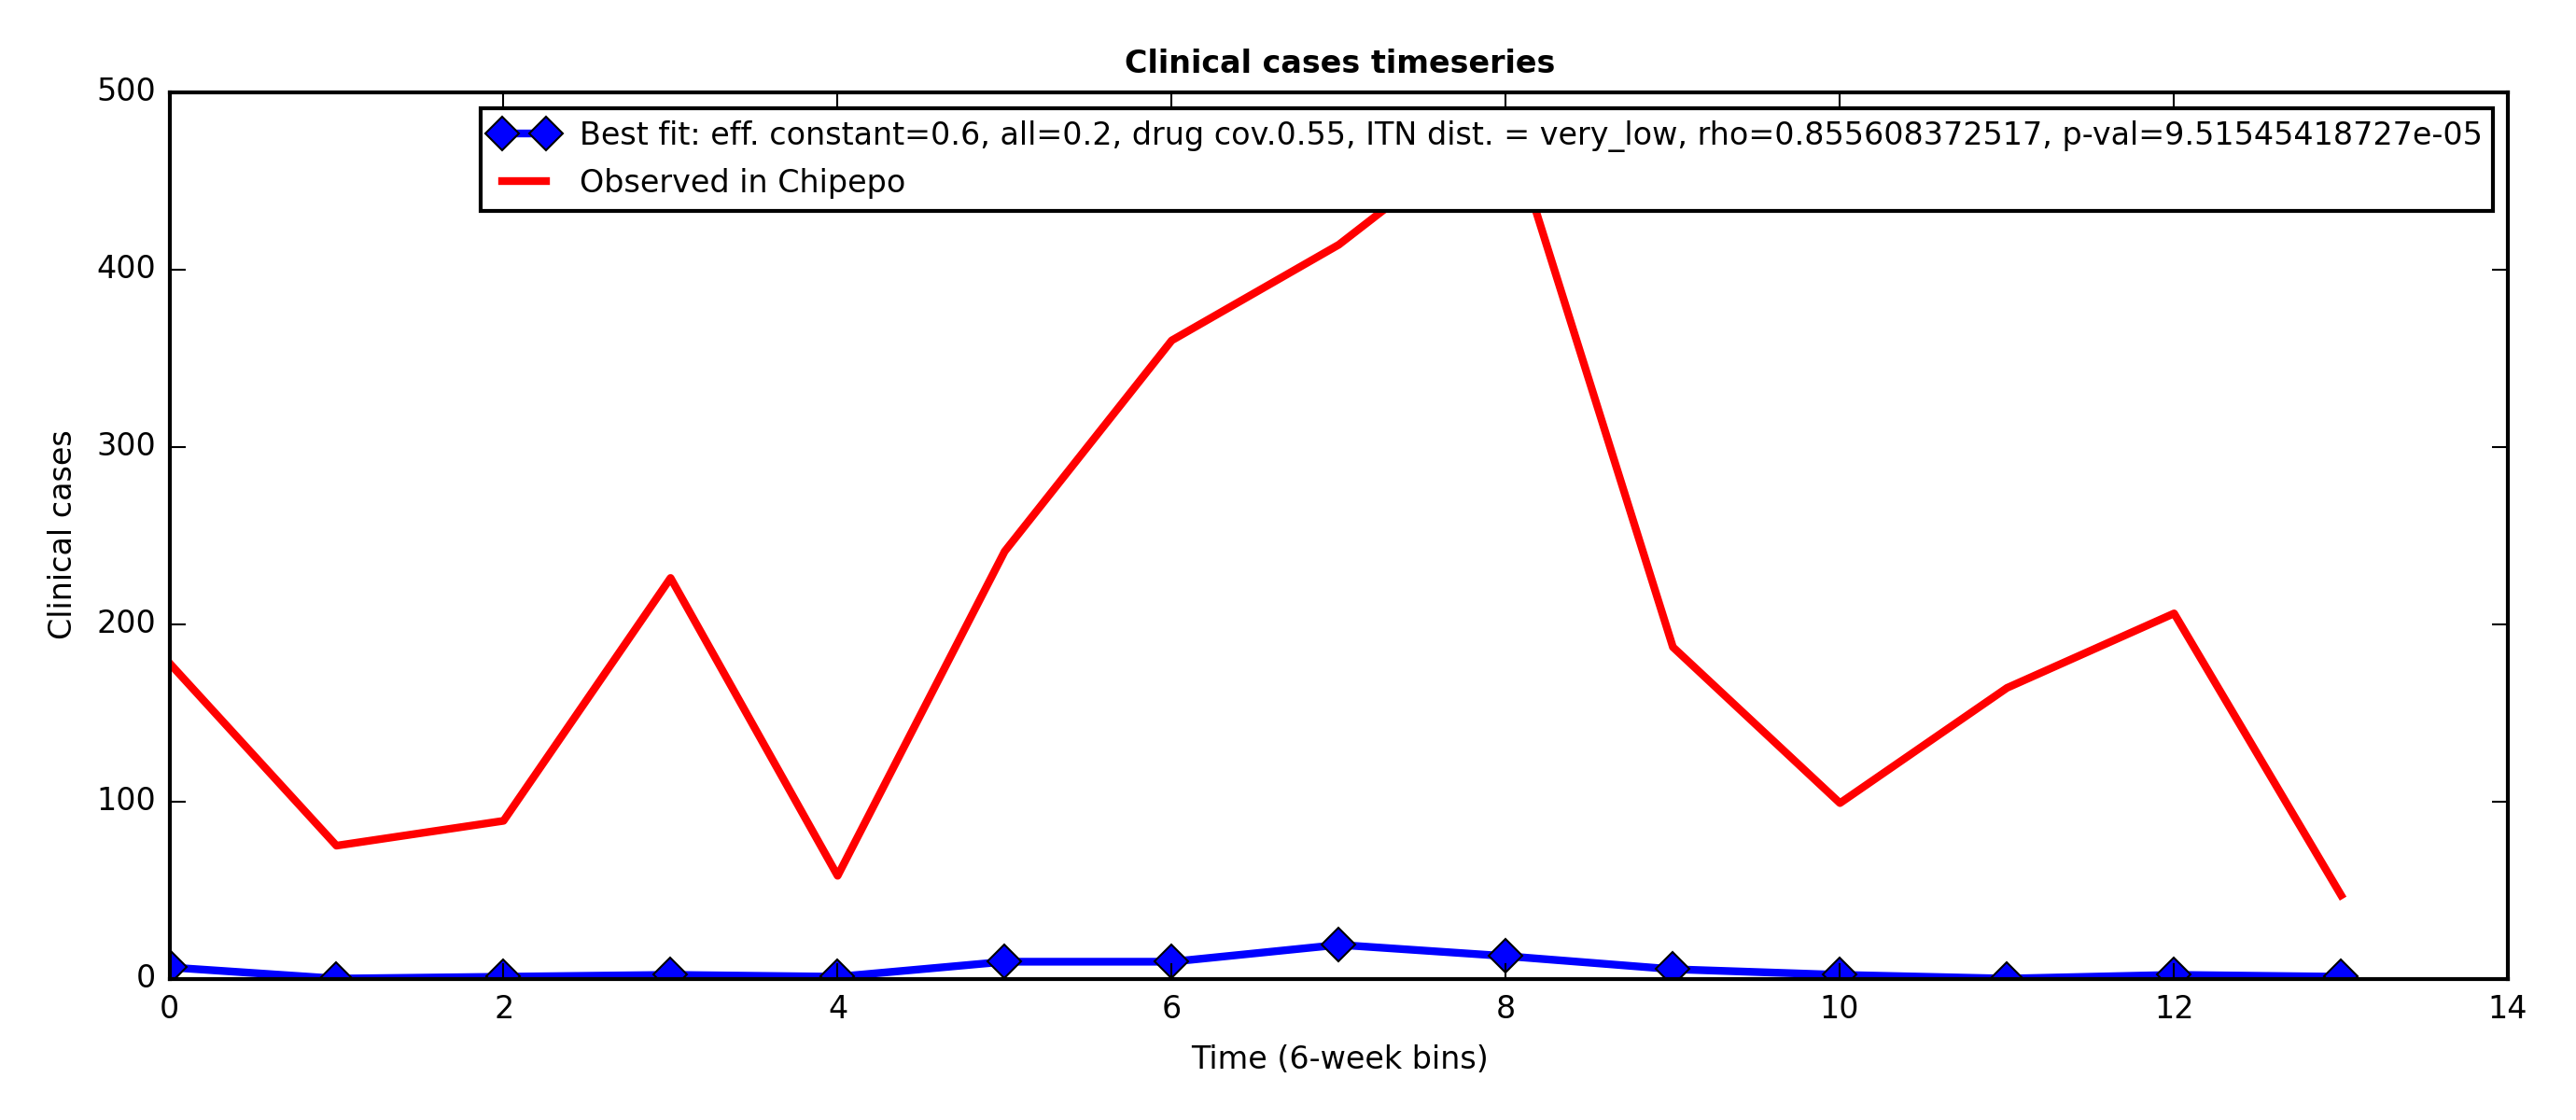 Clinical cases timeseries
500
Best fit: eff. constant=0.6, all=0.2, drug cov.0.55, ITN dist. = very_low, rho=0.855608372517, p-val=9.51545418727e-05
Observed in Chipepo
400
300
Clinical cases
200
100
0
0 2 4 6 8 10 12 14
Time (6-week bins)